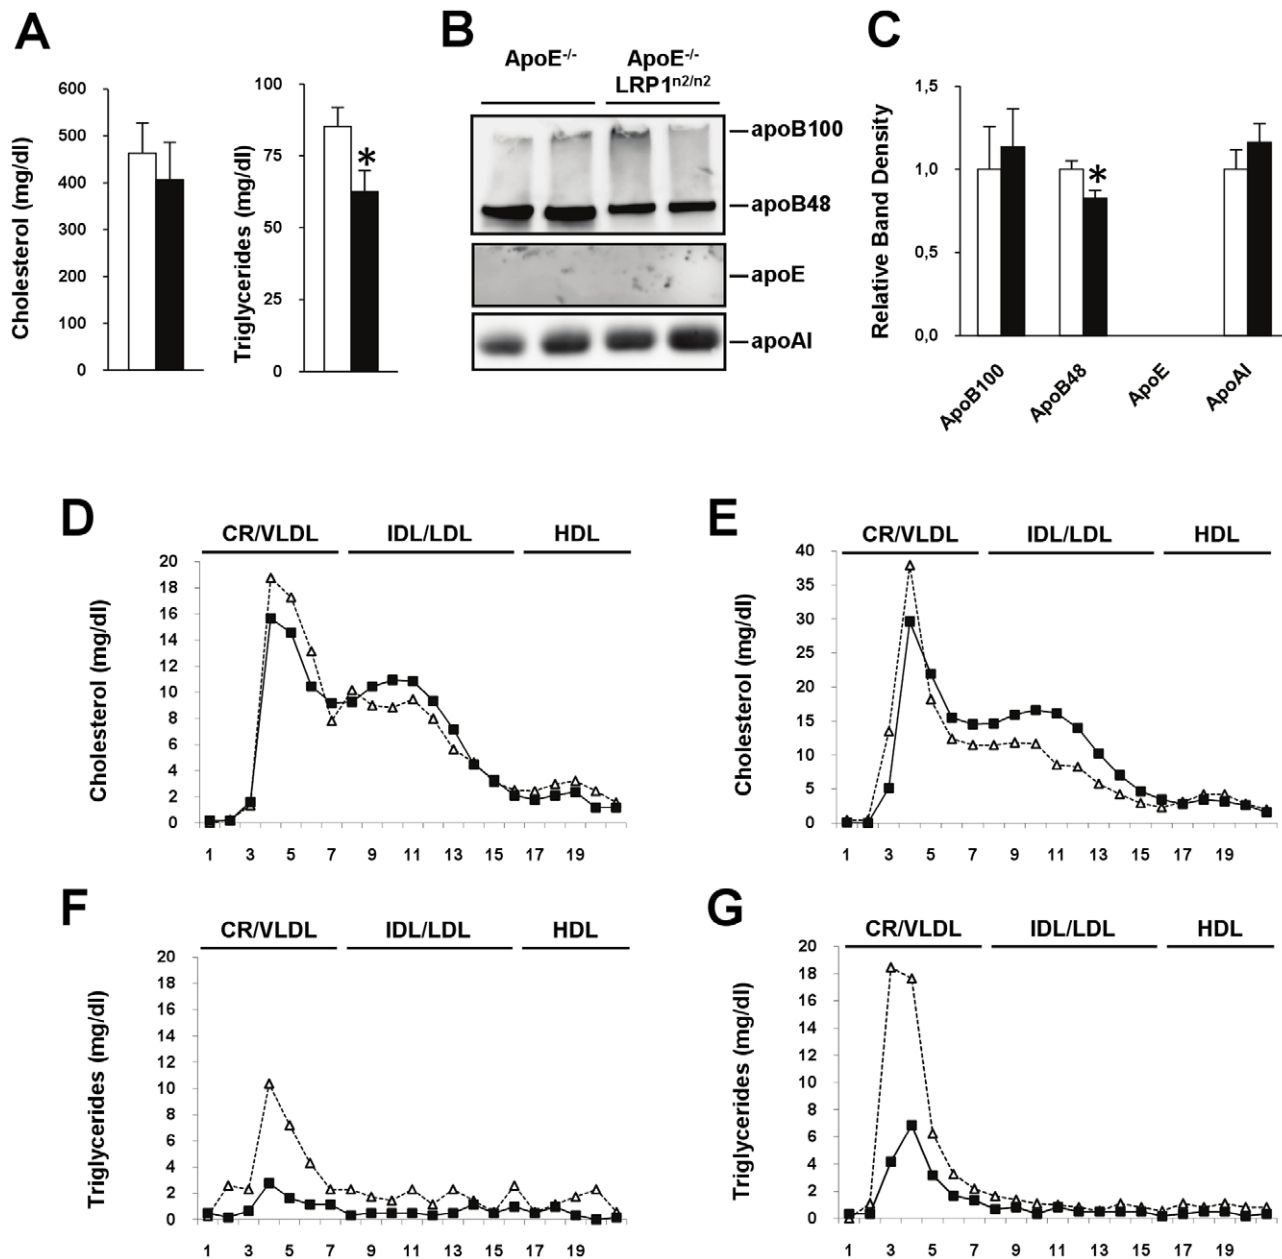 A
Cholesterol (mg/dl)
600
500
400
300
200
100
0
Triglycerides (mg/dl)
100
75
50
25
0
*
B
ApoE-/-
ApoE-/-
LRP1n2/n2
apoB100
apoB48
apoE
apoAI
C
Relative Band Density
1,5
1,0
0,5
0,0
*
ApoB100
ApoB48
ApoE
ApoAI
D
CR/VLDL IDL/LDL HDL
Cholesterol (mg/dl)
20
18
16
14
12
10
8
6
4
2
0
1 3 5 7 9 11 13 15 17 19
E
CR/VLDL IDL/LDL HDL
Cholesterol (mg/dl)
40
35
30
25
20
15
10
5
0
1 3 5 7 9 11 13 15 17 19
F
CR/VLDL IDL/LDL HDL
Triglycerides (mg/dl)
20
18
16
14
12
10
8
6
4
2
0
1 3 5 7 9 11 13 15 17 19
G
CR/VLDL IDL/LDL HDL
Triglycerides (mg/dl)
20
18
16
14
12
10
8
6
4
2
0
1 3 5 7 9 11 13 15 17 19